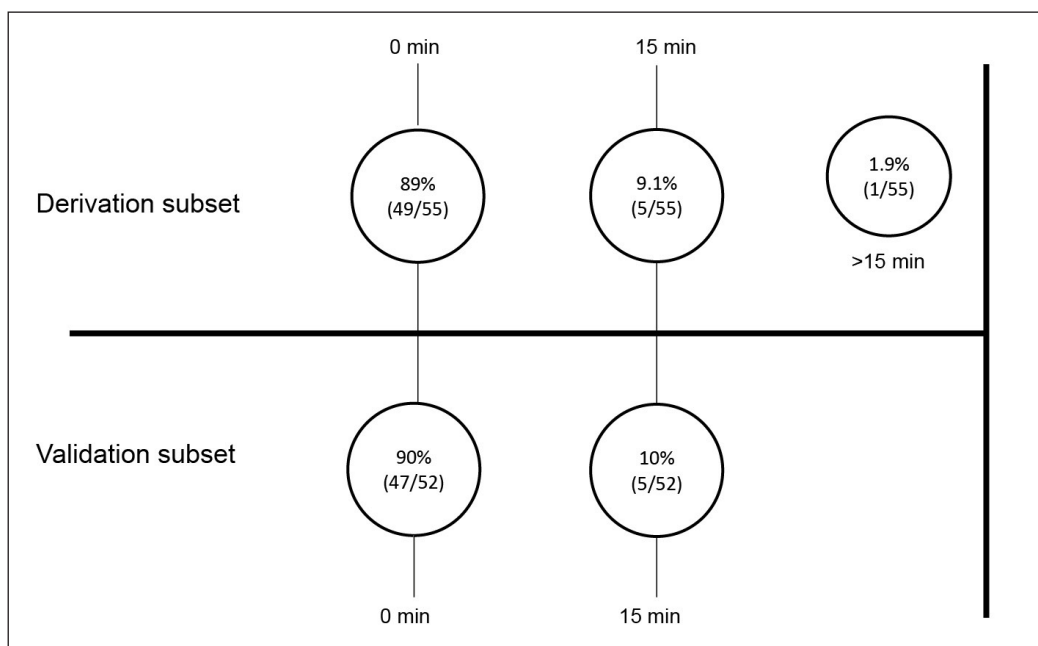 0 min
15 min
Derivation subset
89%
(49/55)
9.1%
(5/55)
1.9%
(1/55)
>15 min
Validation subset
90%
(47/52)
10%
(5/52)
0 min
15 min